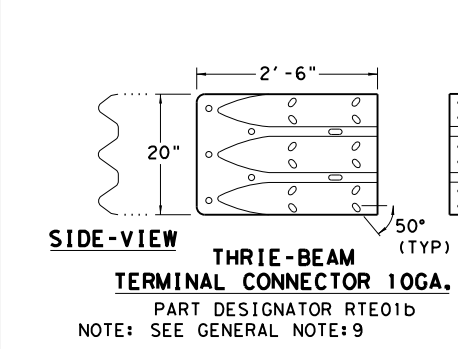 2'-6"
20"
50°
(TYP)
SIDE-VIEW
THRIE-BEAM
TERMINAL CONNECTOR 10GA.
PART DESIGNATOR RTE01b
NOTE: SEE GENERAL NOTE:9